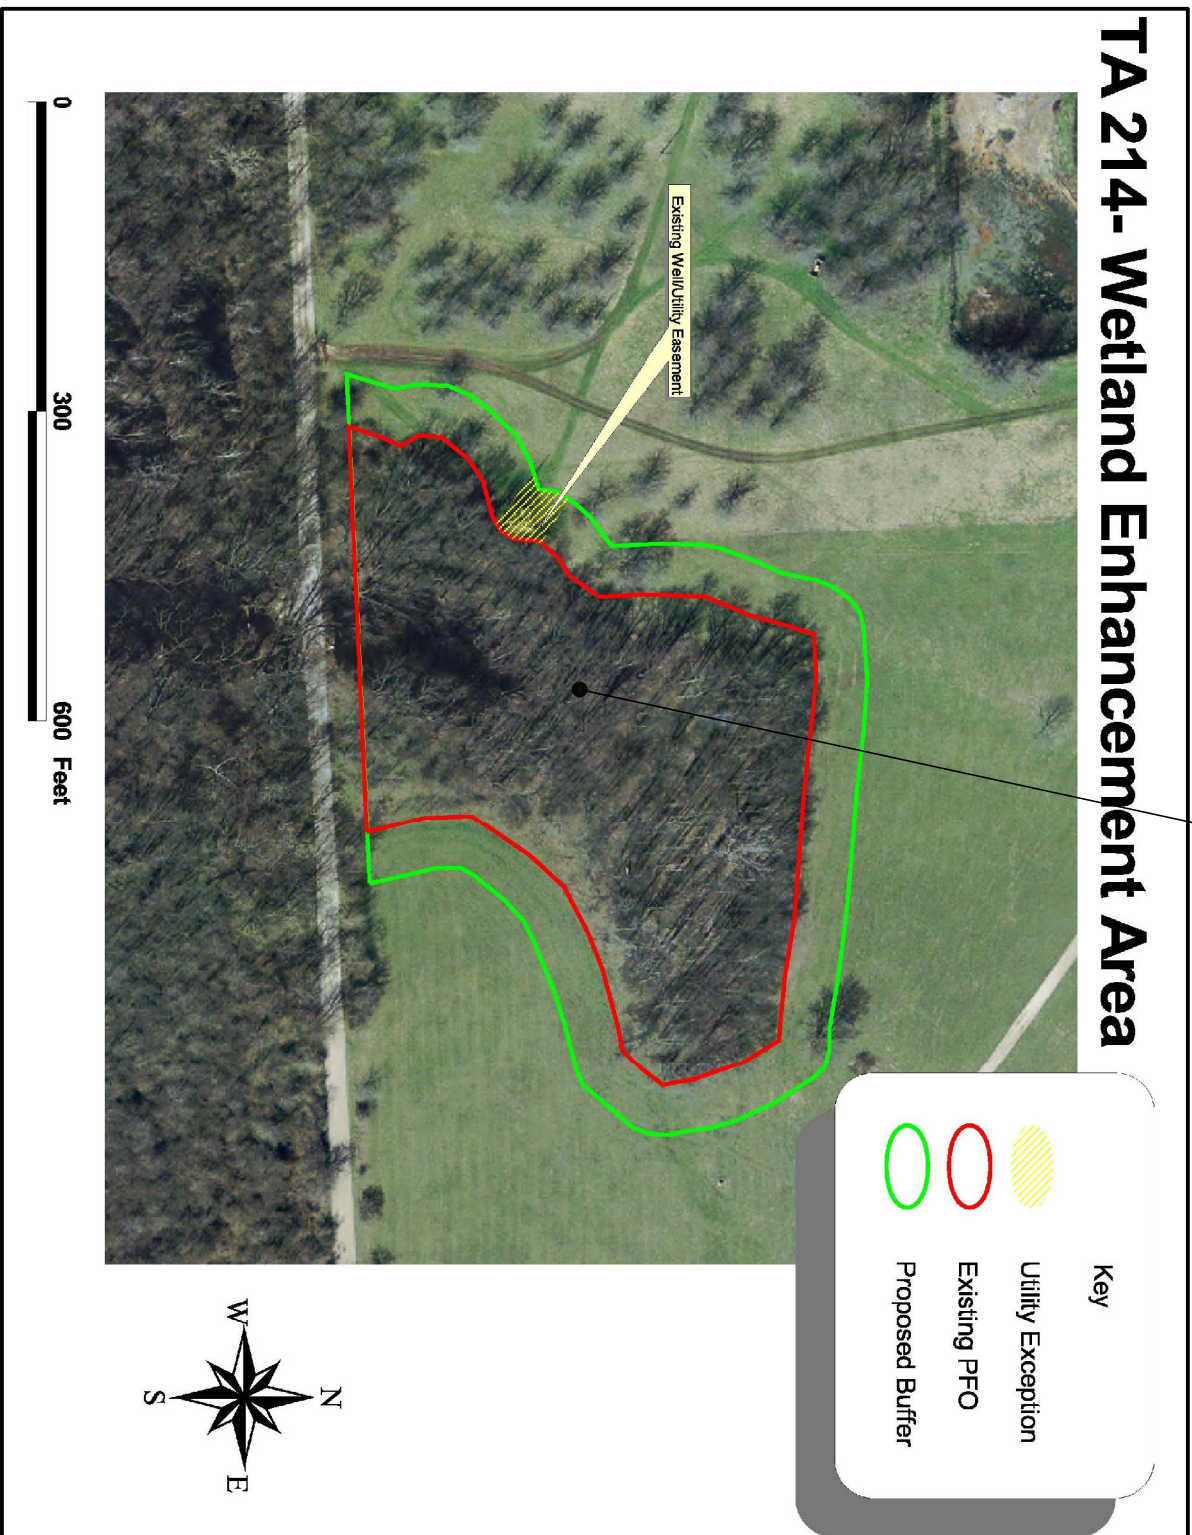 TA 214- Wetland Enhancement Area
Existing Well/Utility Easement
Key
Utility Exception
Existing PFO
Proposed Buffer
0 300 600 Feet
N
W
E
S